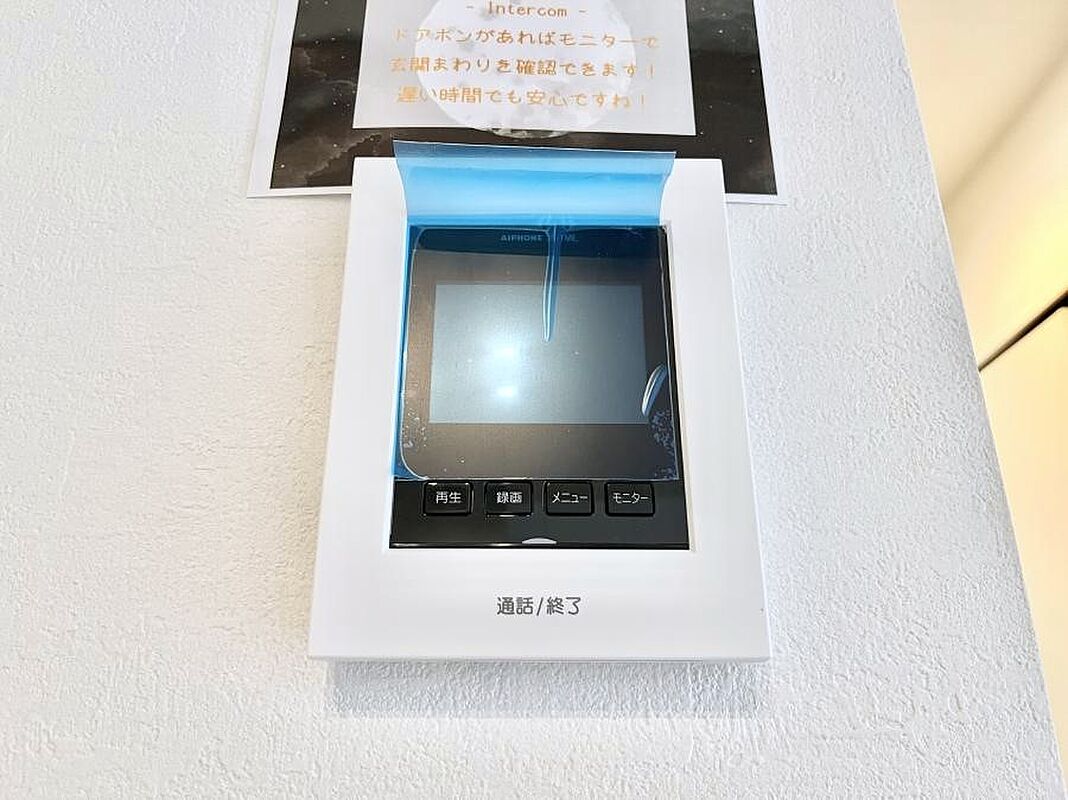 - Intercom -
ドアホンがあればモニターで
玄関まわりを確認できます！
遅い時間でも安心ですね！
AIPHONE
再生 録画 メニュー モニター
通話/終了